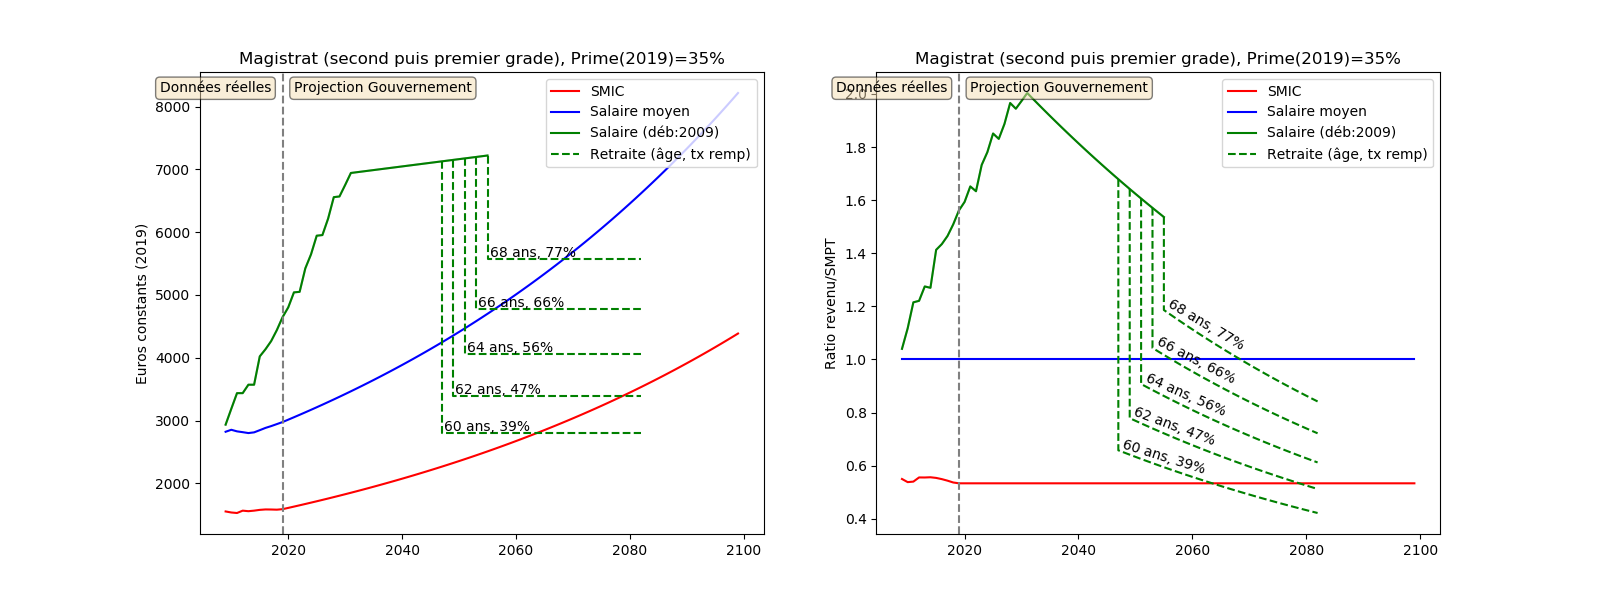 Magistrat (second puis premier grade), Prime(2019)=35%
Données réelles
Projection Gouvernement
SMIC
Salaire moyen
Salaire (déb:2009)
Retraite (âge, tx remp)
Euros constants (2019)
8000
7000
6000
5000
4000
3000
2000
68 ans, 77%
66 ans, 66%
64 ans, 56%
62 ans, 47%
60 ans, 39%
2020
2040
2060
2080
2100
Magistrat (second puis premier grade), Prime(2019)=35%
Données réelles
Projection Gouvernement
SMIC
Salaire moyen
Salaire (déb:2009)
Retraite (âge, tx remp)
Ratio revenu/SMPT
2.0
1.8
1.6
1.4
1.2
1.0
0.8
0.6
0.4
68 ans, 77%
66 ans, 66%
64 ans, 56%
62 ans, 47%
60 ans, 39%
2020
2040
2060
2080
2100